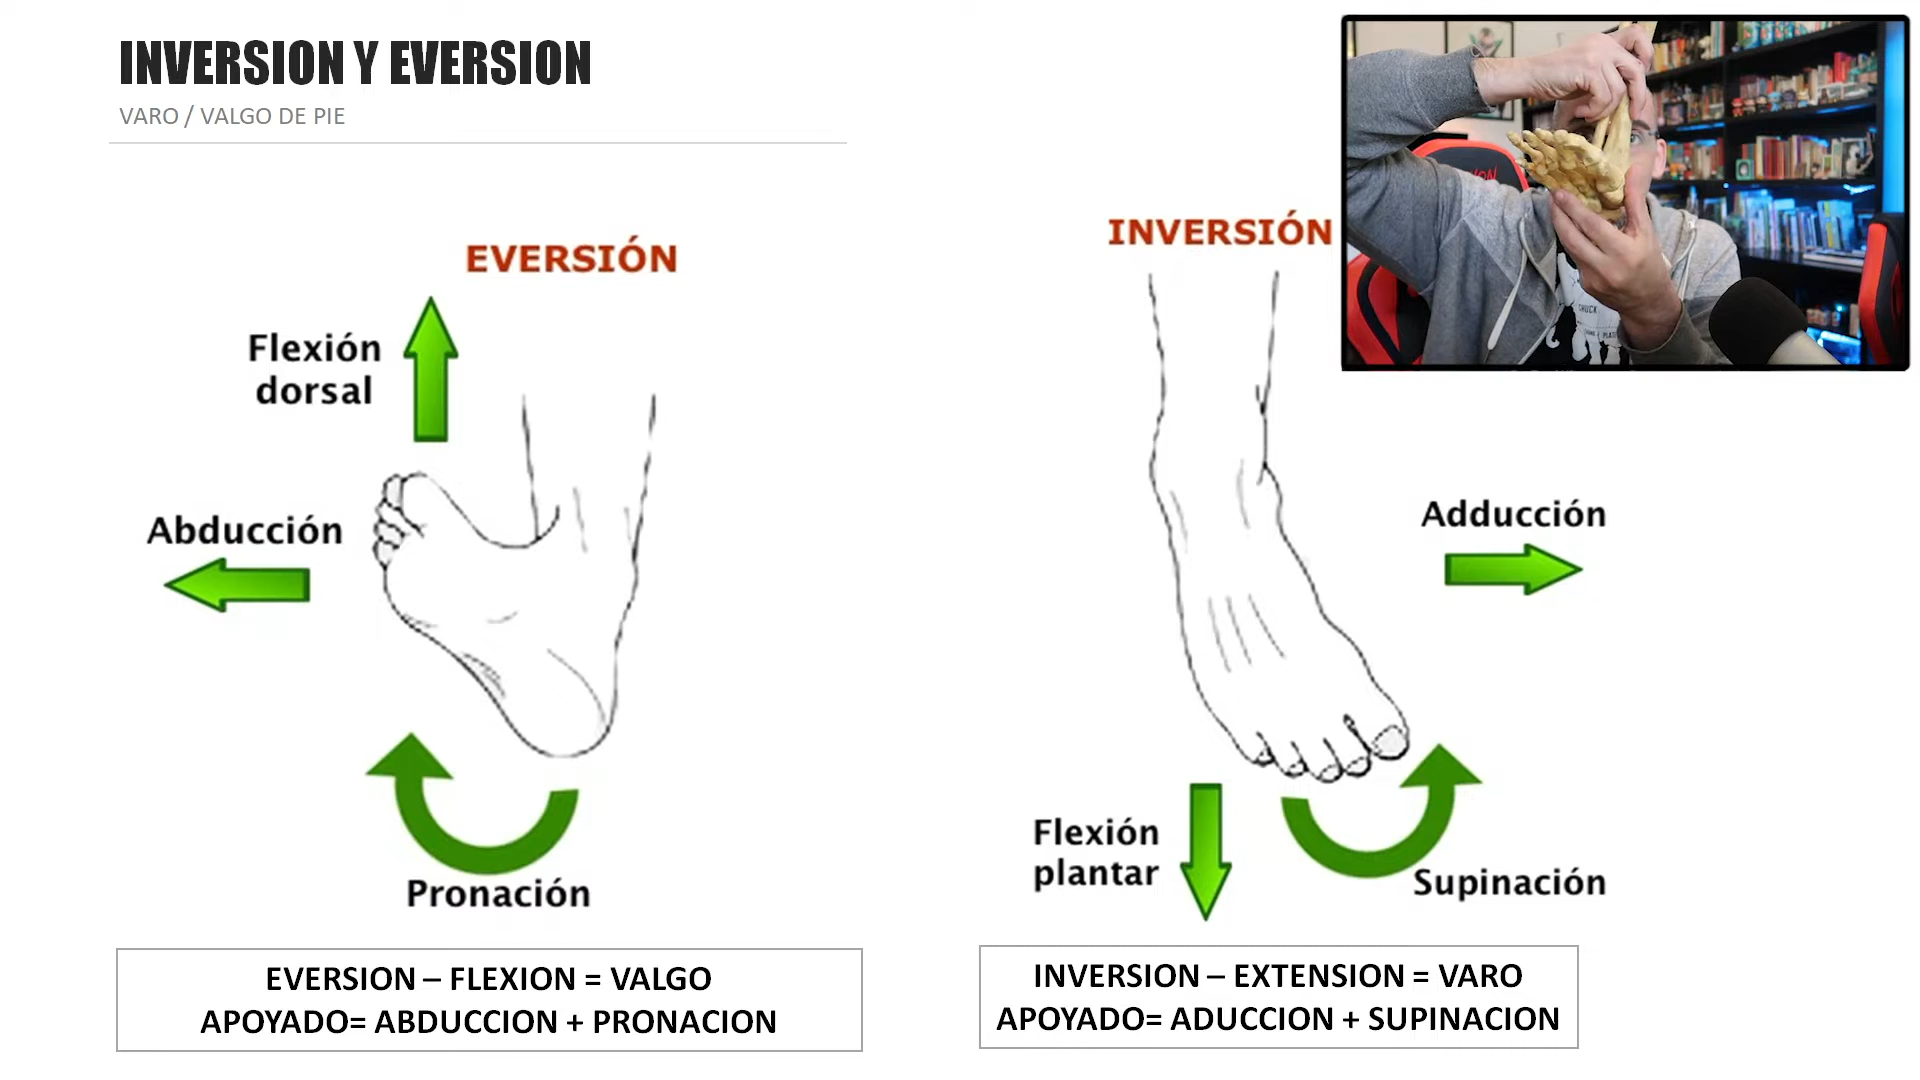 INVERSION Y EVERSION
VARO / VALGO DE PIE
EVERSIÓN
Flexión
dorsal
Abducción
Pronación
EVERSION – FLEXION = VALGO
APOYADO= ABDUCCION + PRONACION
INVERSIÓN
Adducción
Flexión
plantar
Supinación
INVERSION – EXTENSION = VARO
APOYADO= ADUCCION + SUPINACION